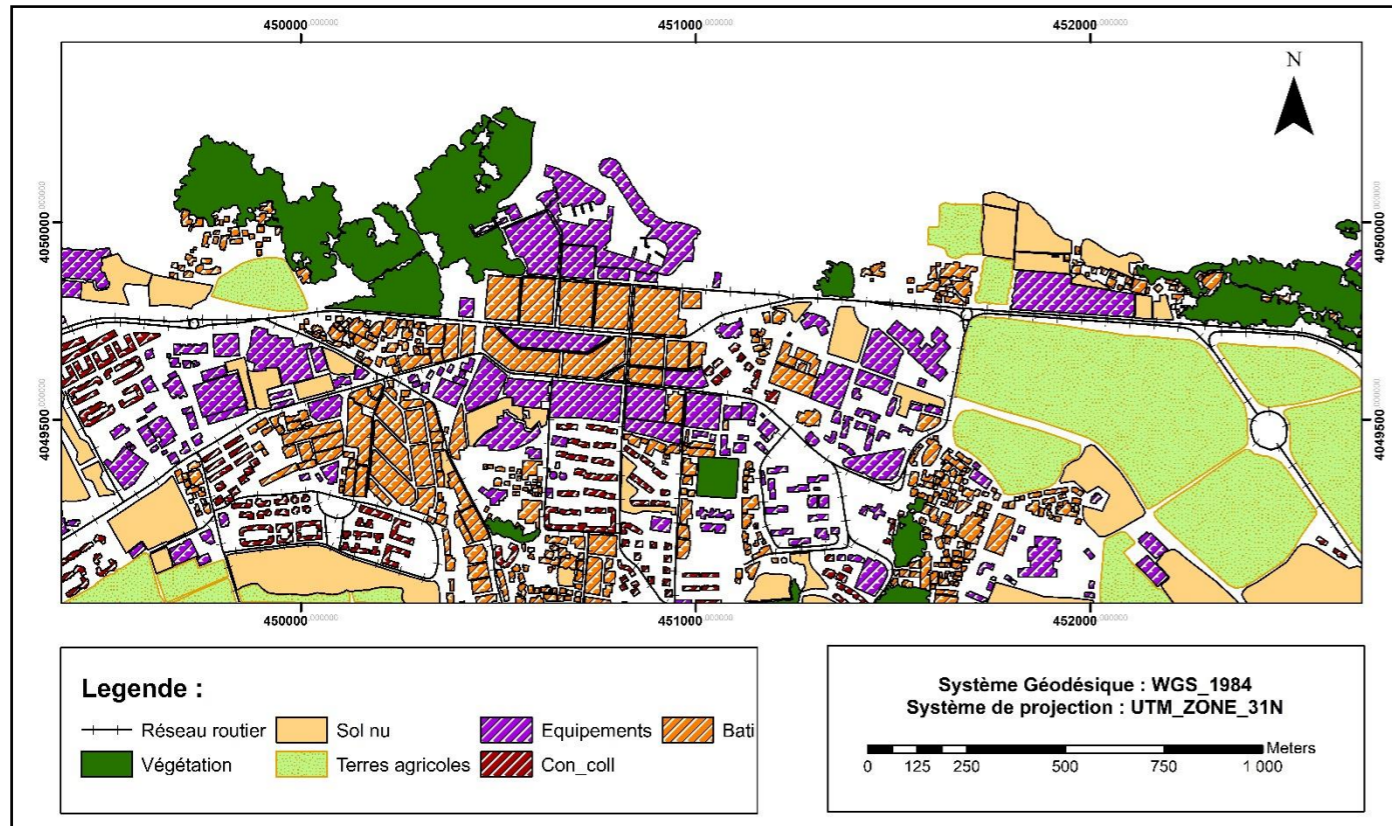 450000,000000 451000,000000 452000,000000
N
4050000,000000 4050000,000000
4049500,000000 4049500,000000
450000,000000 451000,000000 452000,000000
Legende :
Réseau routier Sol nu Equipements Bati
Végétation Terres agricoles Con_coll
Système Géodésique : WGS_1984
Système de projection : UTM_ZONE_31N
Meters
0 125 250 500 750 1 000